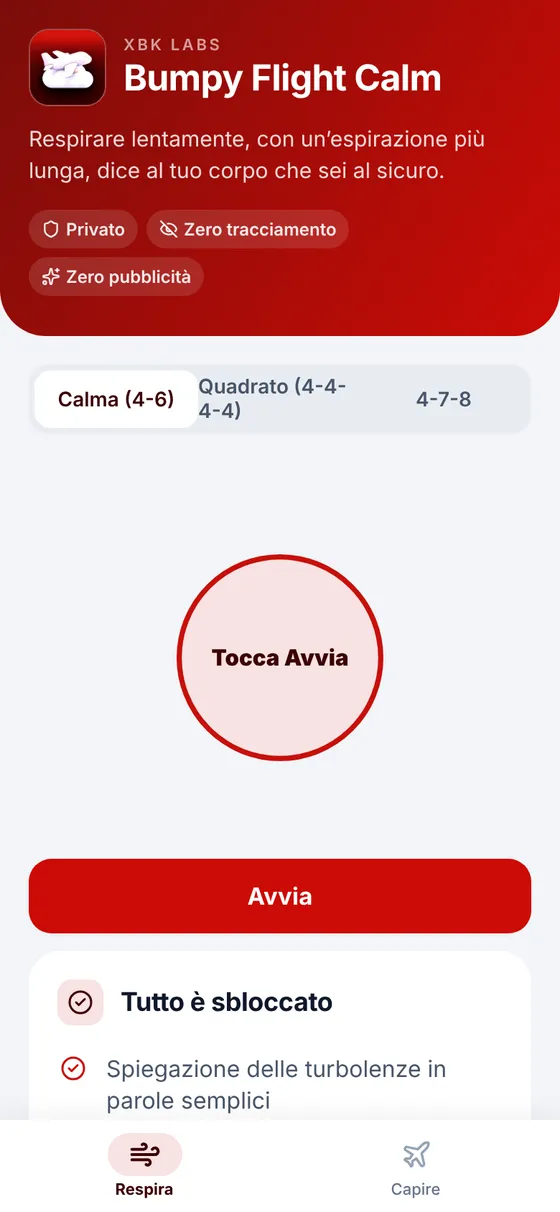 XBK LABS
Bumpy Flight Calm
Respirare lentamente, con un’espirazione più
lunga, dice al tuo corpo che sei al sicuro.
Privato
Zero tracciamento
Zero pubblicità
Calma (4-6)
Quadrato (4-4-
4-4)
4-7-8
Tocca Avvia
Avvia
Tutto è sbloccato
Spiegazione delle turbolenze in
parole semplici
Respira
Capire